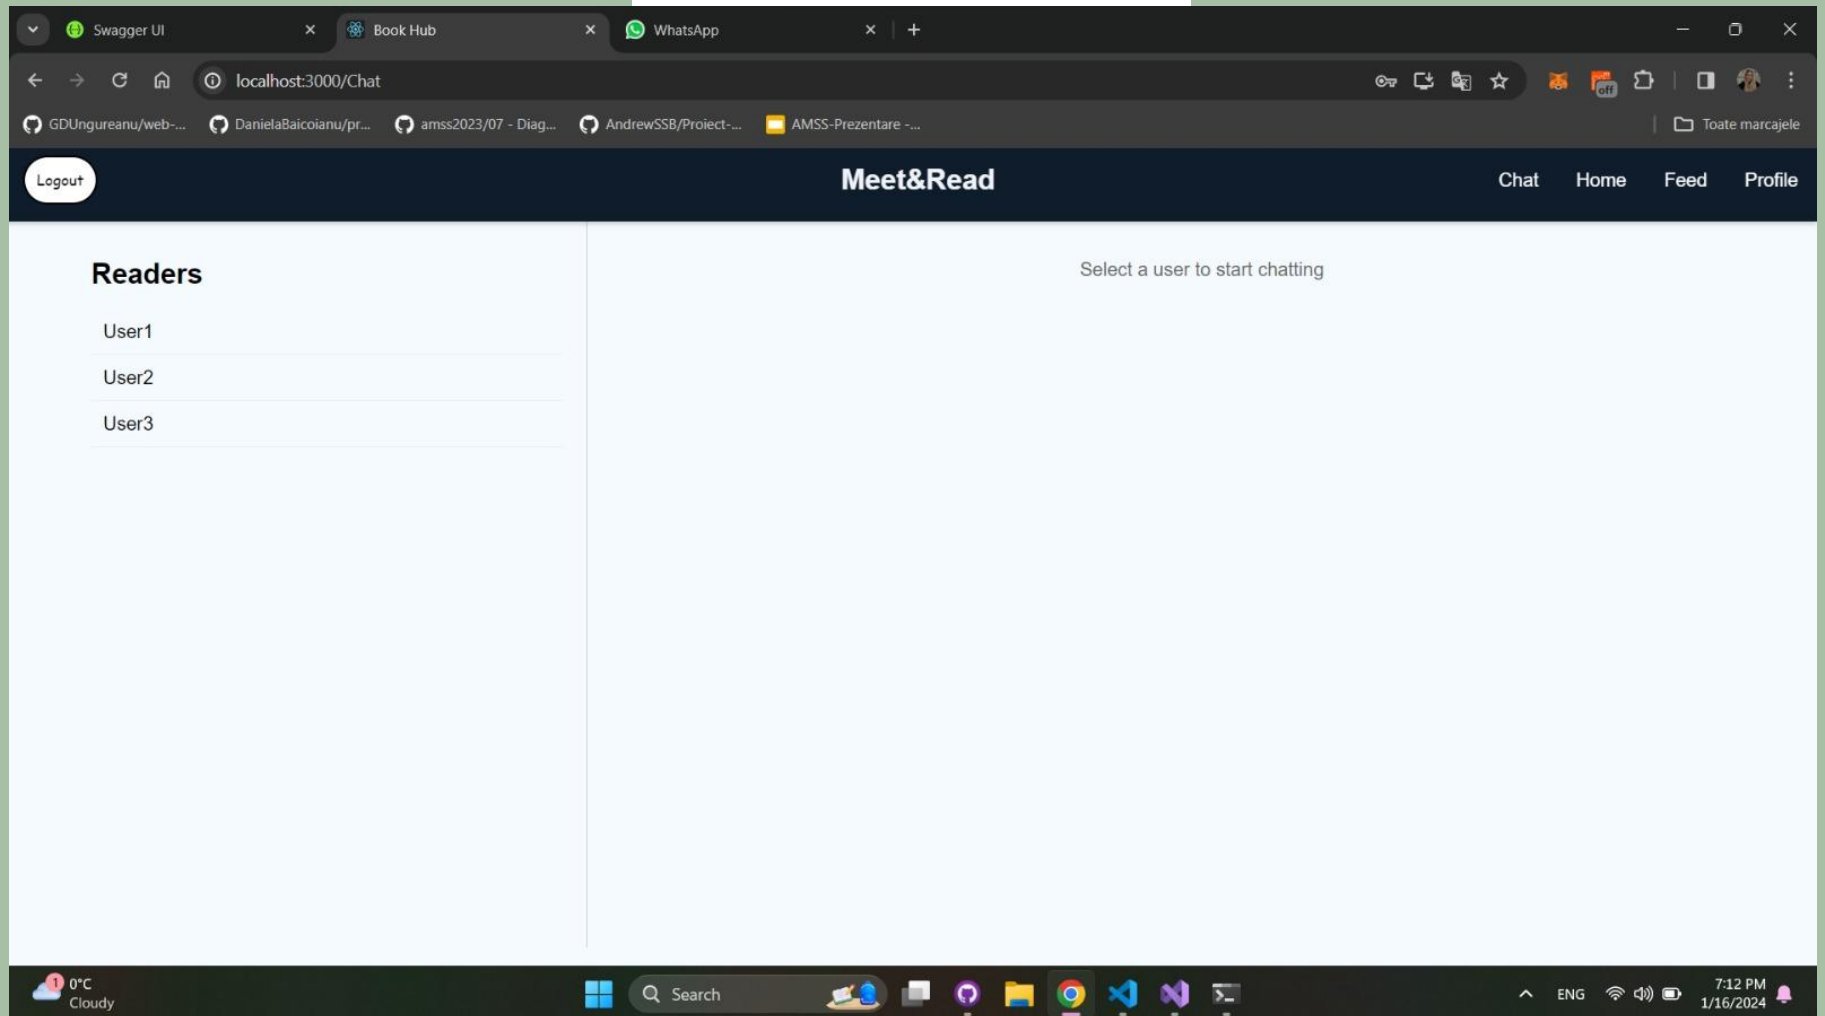 Swagger UI
Book Hub
WhatsApp
localhost:3000/Chat
GDUngureanu/web-...
DanielaBaicoianu/pr...
amss2023/07 - Diag...
AndrewSSB/Proiect-...
AMSS-Prezentare -...
Toate marcajele
Logout
Meet&Read
Chat
Home
Feed
Profile
Readers
Select a user to start chatting
User1
User2
User3
1
0°C
Cloudy
Search
ENG
7:12 PM
1/16/2024
off